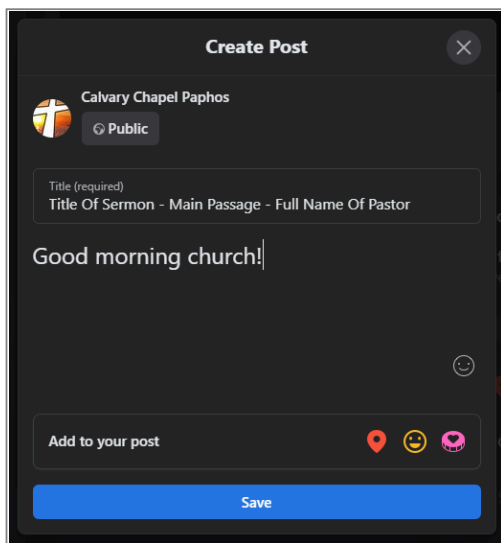 Create Post
Calvary Chapel Paphos
Public
Title (required)
Title Of Sermon - Main Passage - Full Name Of Pastor
Good morning church!
Add to your post
Save